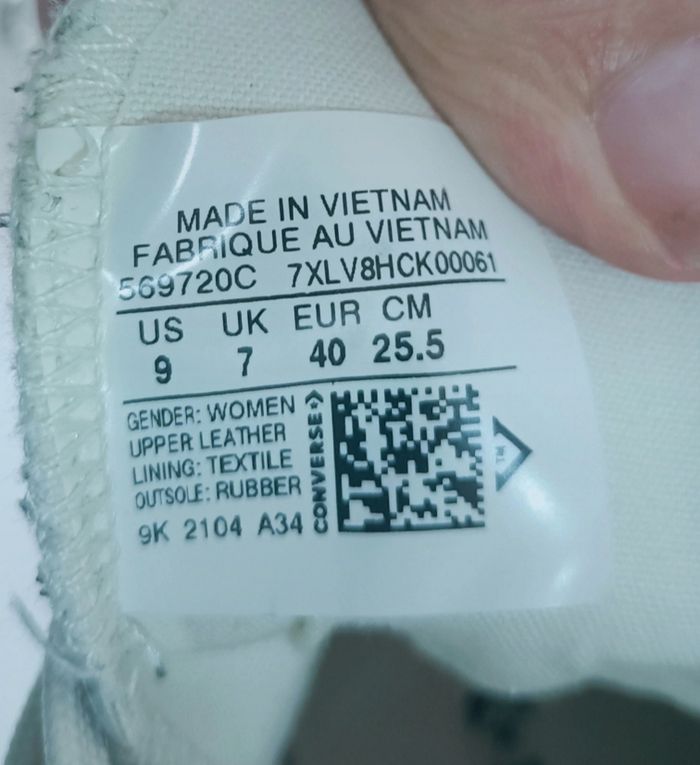 MADE IN VIETNAM
FABRIQUE AU VIETNAM
569720C 7XLV8HCK00061
US UK EUR CM
9 7 40 25.5
GENDER: WOMEN
UPPER LEATHER
LINING: TEXTILE
OUTSOLE: RUBBER
9K 2104 A34
CONVERSE
TM